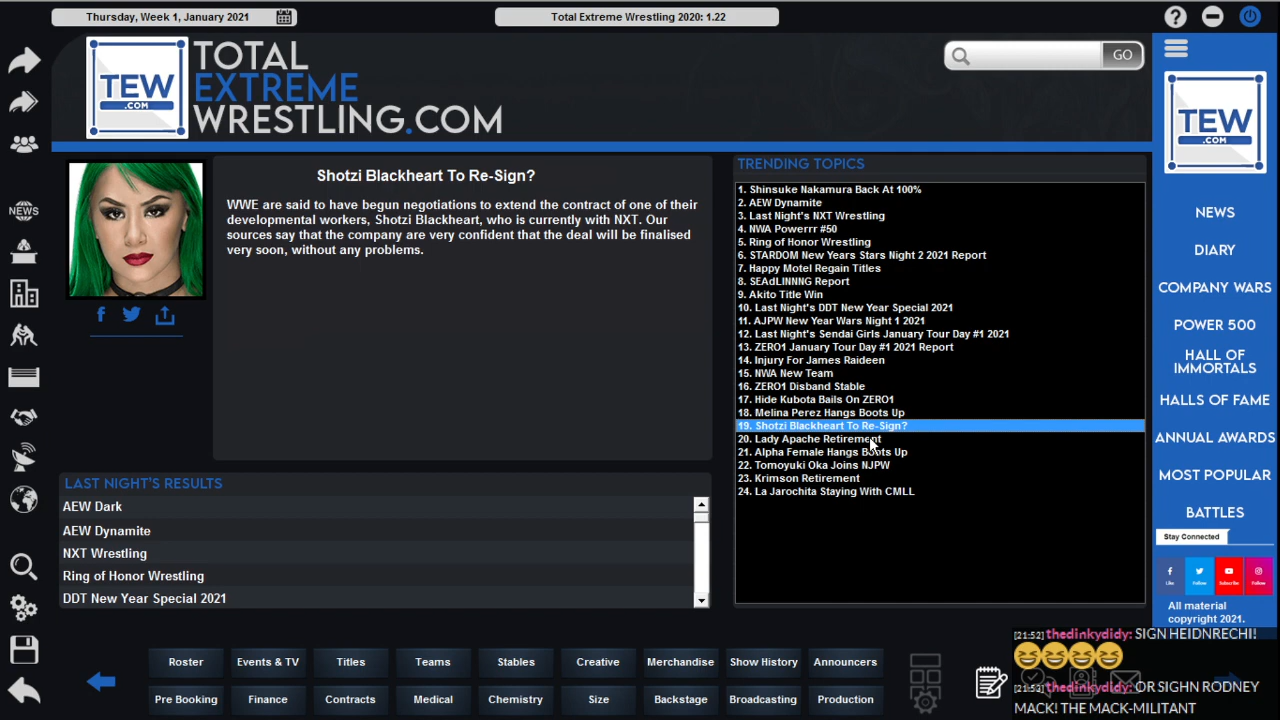 Thursday, Week 1, January 2021
Total Extreme Wrestling 2020: 1.22
TEW
.COM
TOTAL
EXTREME
WRESTLING.COM
GO
TEW
.COM
Shotzi Blackheart To Re-Sign?
WWE are said to have begun negotiations to extend the contract of one of their
developmental workers, Shotzi Blackheart, who is currently with NXT. Our
sources say that the company are very confident that the deal will be finalised
very soon, without any problems.
TRENDING TOPICS
1. Shinsuke Nakamura Back At 100%
2. AEW Dynamite
3. Last Night's NXT Wrestling
4. NWA Powerrr #50
5. Ring of Honor Wrestling
6. STARDOM New Years Stars Night 2 2021 Report
7. Happy Motel Regain Titles
8. SEAdLINNNG Report
9. Akito Title Win
10. Last Night's DDT New Year Special 2021
11. AJPW New Year Wars Night 1 2021
12. Last Night's Sendai Girls January Tour Day #1 2021
13. ZERO1 January Tour Day #1 2021 Report
14. Injury For James Raideen
15. NWA New Team
16. ZERO1 Disband Stable
17. Hide Kubota Bails On ZERO1
18. Melina Perez Hangs Boots Up
19. Shotzi Blackheart To Re-Sign?
20. Lady Apache Retirement
21. Alpha Female Hangs Boots Up
22. Tomoyuki Oka Joins NJPW
23. Krimson Retirement
24. La Jarochita Staying With CMLL
NEWS
NEWS
DIARY
COMPANY WARS
POWER 500
HALL OF
IMMORTALS
HALLS OF FAME
ANNUAL AWARDS
MOST POPULAR
BATTLES
Stay Connected
Like
Follow
Subscribe
Follow
All material
copyright 2021.
LAST NIGHT'S RESULTS
AEW Dark
AEW Dynamite
NXT Wrestling
Ring of Honor Wrestling
DDT New Year Special 2021
Roster
Events & TV
Titles
Teams
Stables
Creative
Merchandise
Show History
Announcers
Pre Booking
Finance
Contracts
Medical
Chemistry
Size
Backstage
Broadcasting
Production
[21:52] thedinkydidy: SIGN HEIDNRECHI!
[21:52] thedinkydidy: OR SIGHN RODNEY
MACK! THE MACK-MILITANT